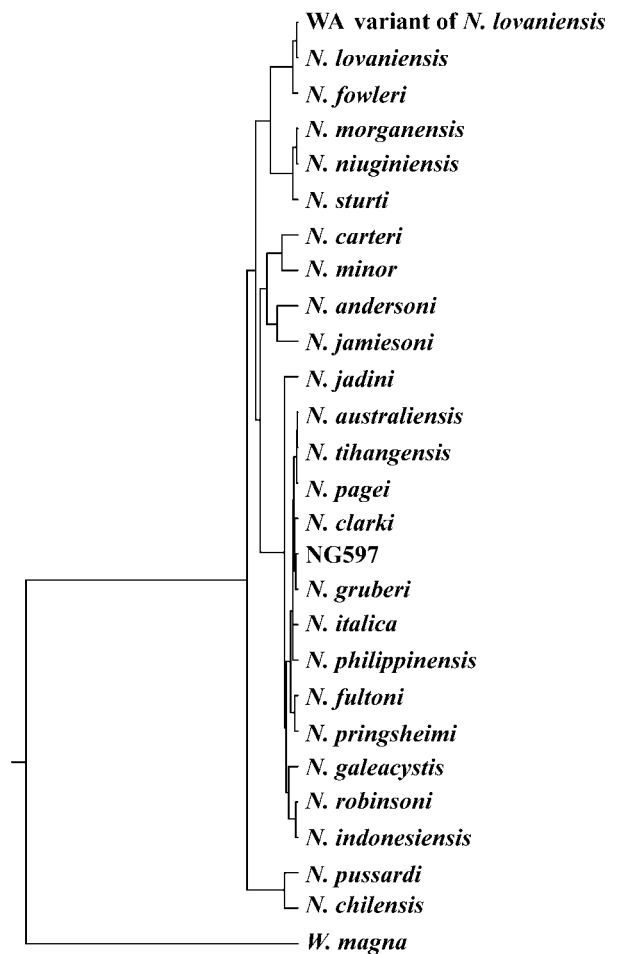 WA variant of N. lovaniensis
N. lovaniensis
N. fowleri
N. morganensis
N. niuginiensis
N. sturti
N. carteri
N. minor
N. andersoni
N. jamiesoni
N. jadini
N. australiensis
N. tihangensis
N. pagei
N. clarki
NG597
N. gruberi
N. italica
N. philippinensis
N. fultoni
N. pringsheimi
N. galeacystis
N. robinsoni
N. indonesiensis
N. pussardi
N. chilensis
W. magna